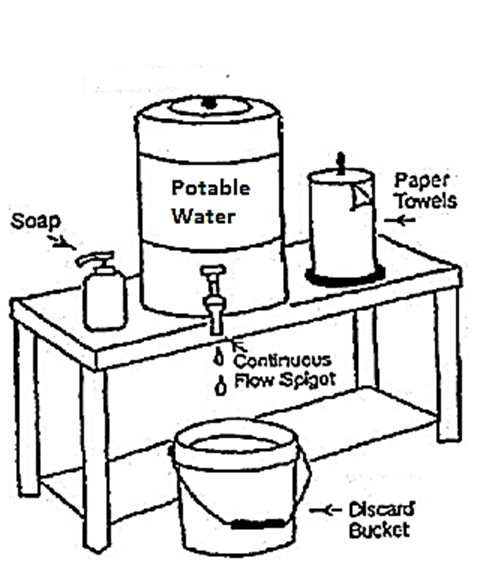 Potable
Water
Paper
Towels
Soap
Continuous
Flow Spigot
Discard
Bucket